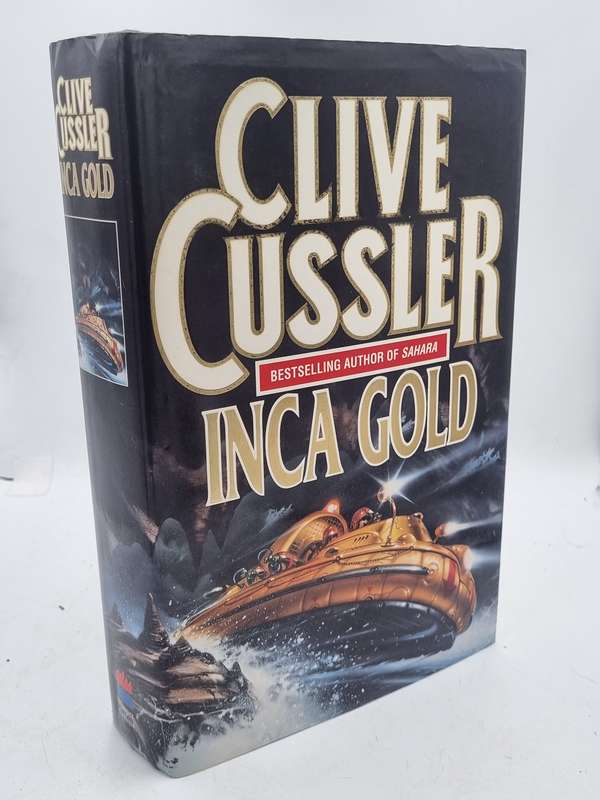 CLIVE
CUSSLER
INCA GOLD
CLIVE
CUSSLER
BESTSELLING AUTHOR OF SAHARA
INCA GOLD